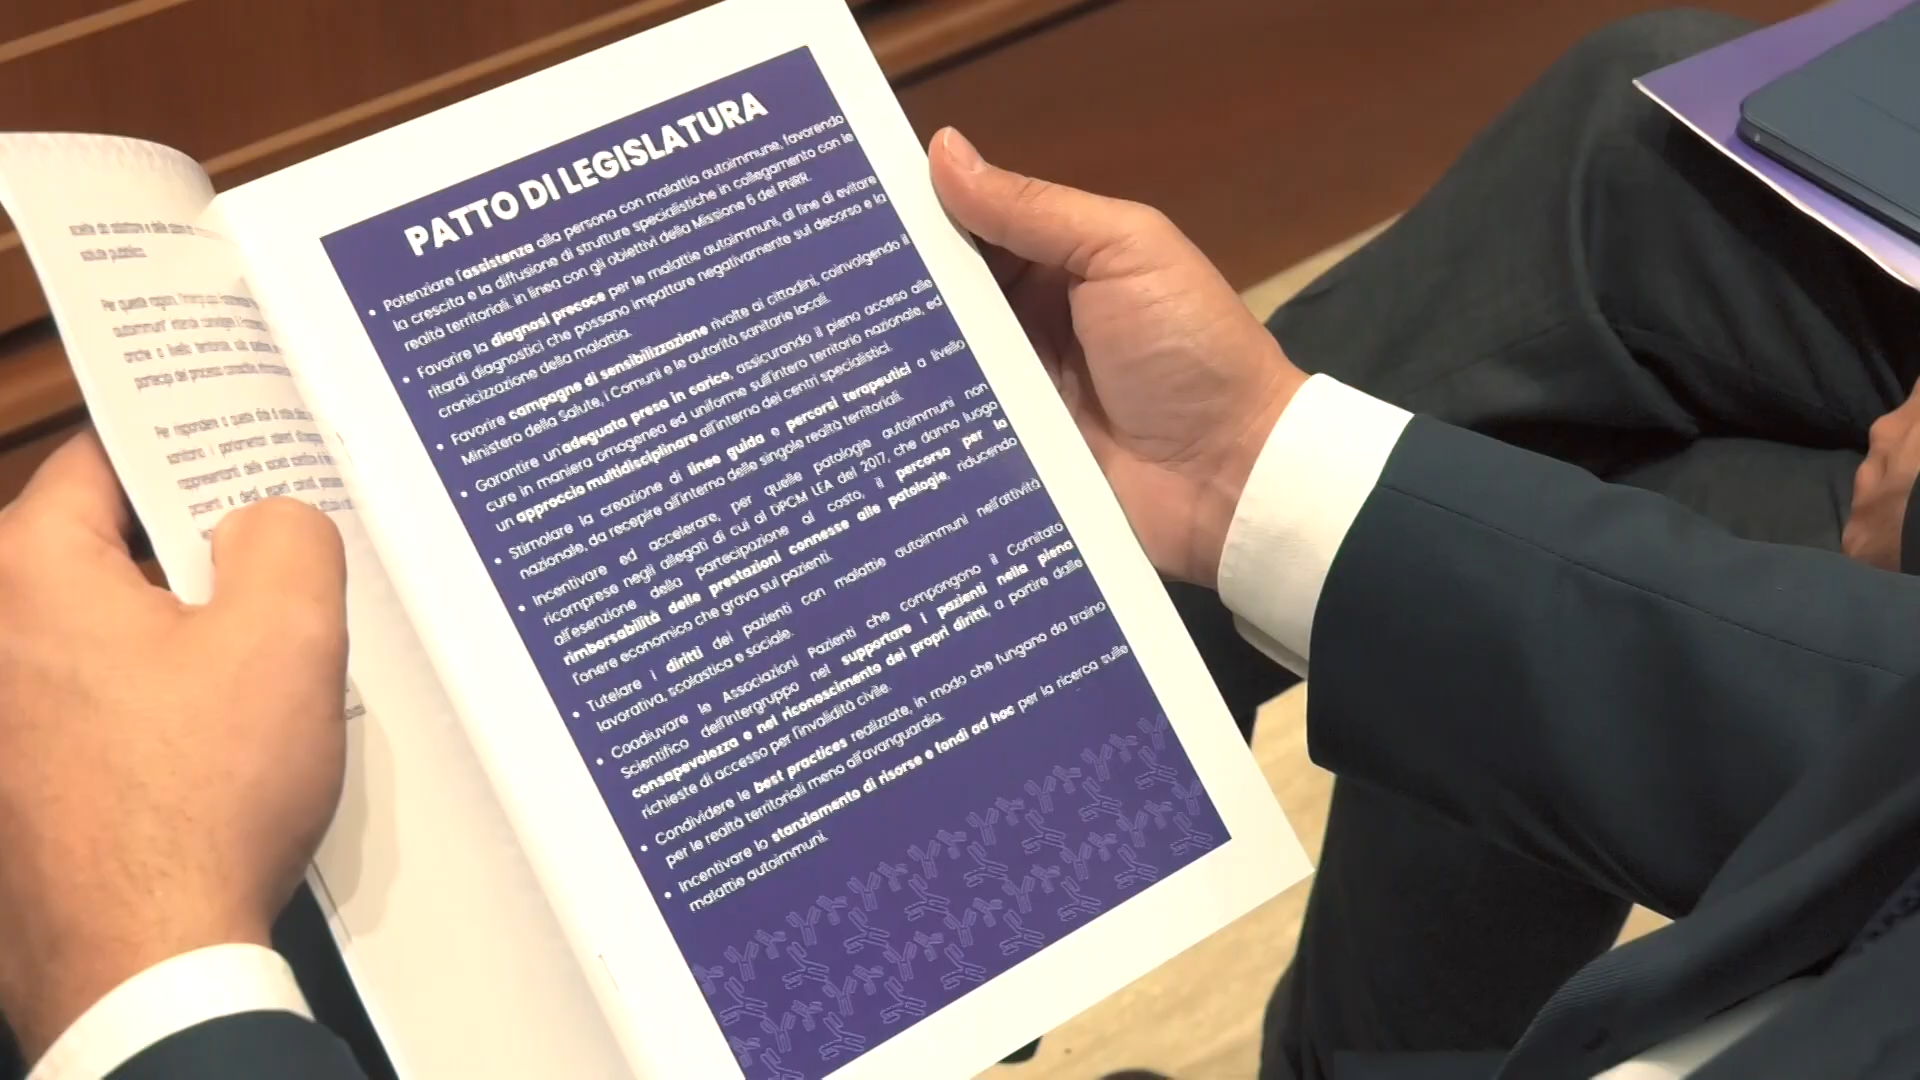 salute pubblica.
PATTO DI LEGISLATURA
• Potenziare l'assistenza alla persona con malattia autoimmune, favorendo
la crescita e la diffusione di strutture specialistiche in collegamento con le
realtà territoriali, in linea con gli obiettivi della Missione 6 del PNRR.
• Favorire la diagnosi precoce per le malattie autoimmuni, al fine di evitare
ritardi diagnostici che possano impattare negativamente sul decorso e la
cronicizzazione della malattia.
• Favorire campagne di sensibilizzazione rivolte ai cittadini, coinvolgendo il
Ministero della Salute, i Comuni e le autorità sanitarie locali.
• Garantire un'adeguata presa in carico, assicurando il pieno accesso alle
cure in maniera omogenea ed uniforme sull'intero territorio nazionale, ed
un approccio multidisciplinare all'interno dei centri specialistici.
• Stimolare la creazione di linee guida e percorsi terapeutici a livello
nazionale, da recepire all'interno delle singole realtà territoriali.
• Incentivare ed accelerare, per quelle patologie autoimmuni non
ricomprese negli allegati di cui al DPCM LEA del 2017, che danno luogo
all'esenzione della partecipazione al costo, il percorso per la
rimborsabilità delle prestazioni connesse alle patologie, riducendo
l'onere economico che grava sui pazienti.
• Tutelare i diritti dei pazienti con malattie autoimmuni nell'attività
lavorativa, scolastica e sociale.
• Coadiuvare le Associazioni Pazienti che compongono il Comitato
Scientifico dell'Intergruppo nel supportare i pazienti nella piena
consapevolezza e nel riconoscimento dei propri diritti, a partire dalle
richieste di accesso per l'invalidità civile.
• Condividere le best practices realizzate, in modo che fungano da traino
per le realtà territoriali meno all'avanguardia.
• Incentivare lo stanziamento di risorse e fondi ad hoc per la ricerca sulle
malattie autoimmuni.